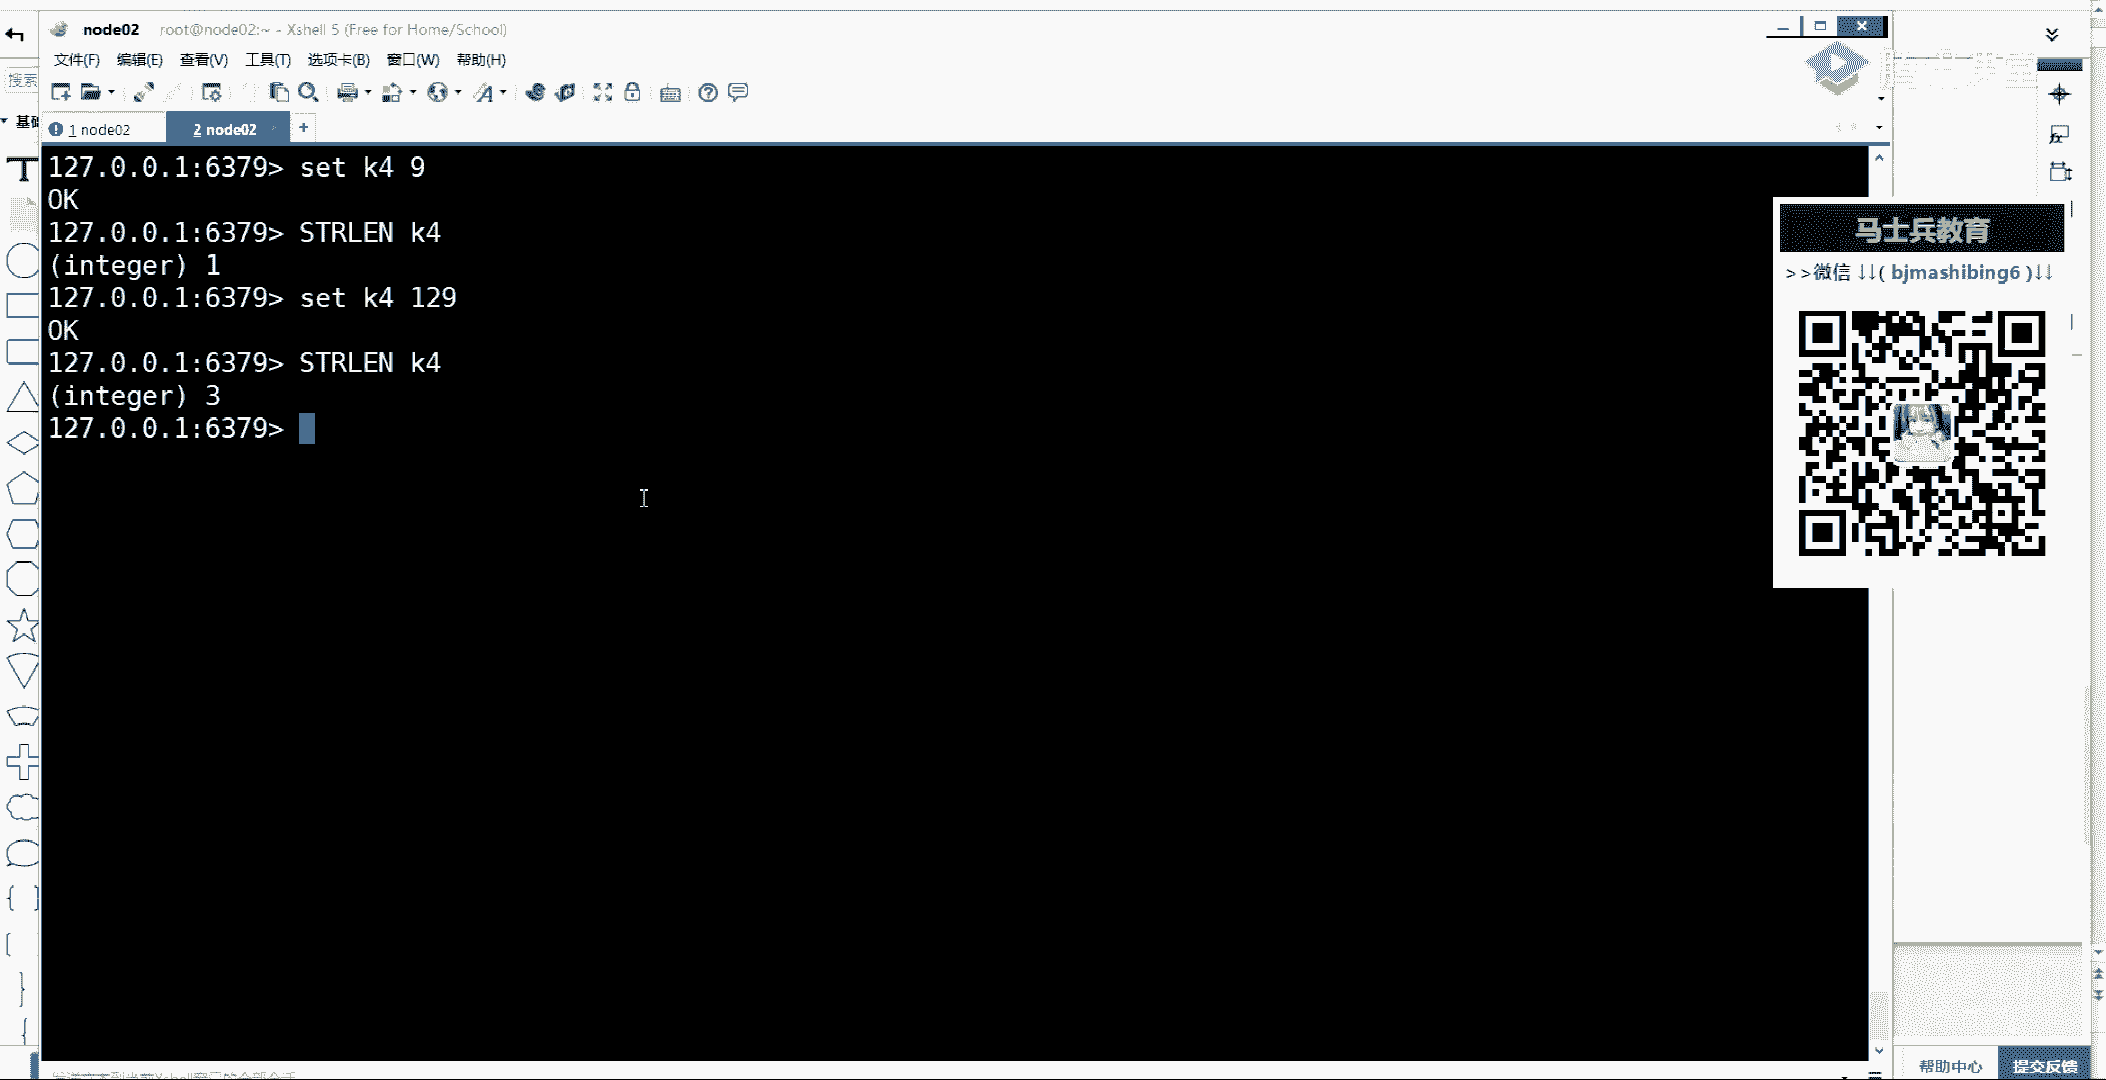 node02 root@node02:~ - Xshell 5 (Free for Home/School)
文件(F) 编辑(E) 查看(V) 工具(T) 选项卡(B) 窗口(W) 帮助(H)
搜索
基础
1 node02
2 node02
127.0.0.1:6379> set k4 9
OK
127.0.0.1:6379> STRLEN k4
(integer) 1
127.0.0.1:6379> set k4 129
OK
127.0.0.1:6379> STRLEN k4
(integer) 3
127.0.0.1:6379>
马士兵教育
>>微信 ↓↓( bjmashibing6 )↓↓
帮助中心
提交反馈